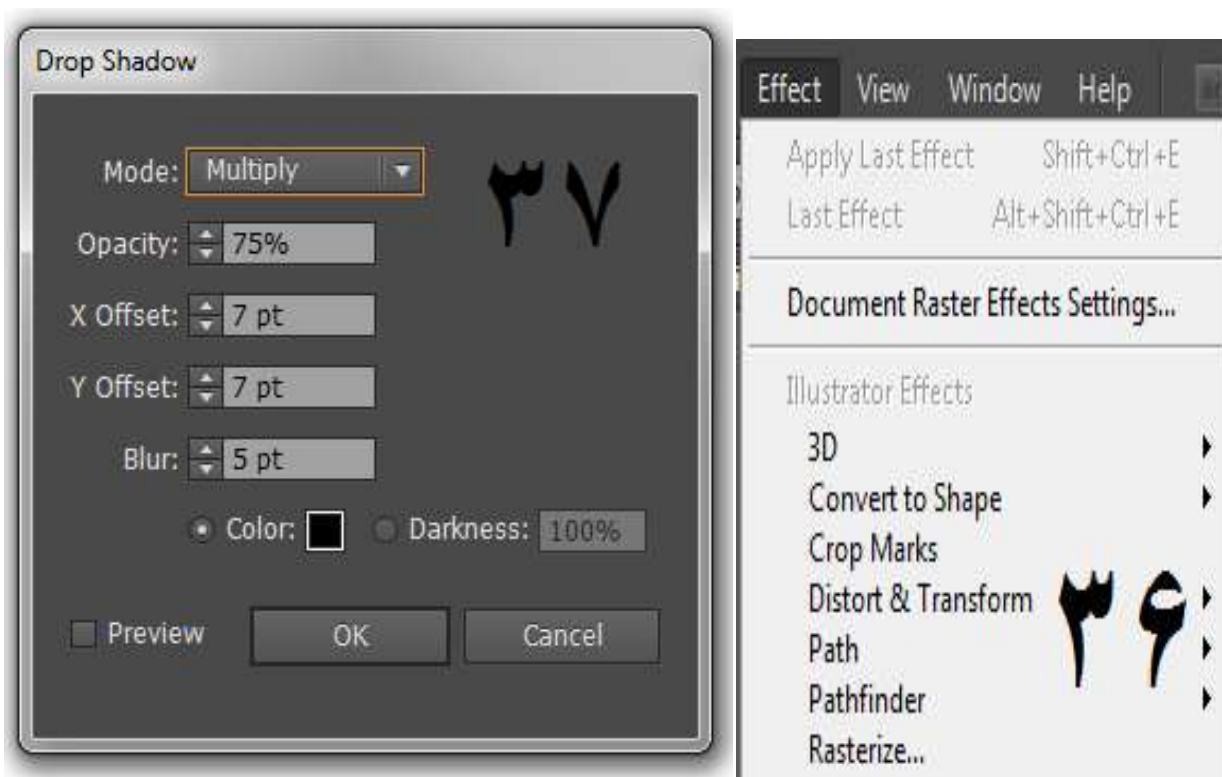 Drop Shadow
Mode: Multiply
۳۷
Opacity: 75%
X Offset: 7 pt
Y Offset: 7 pt
Blur: 5 pt
Color: Darkness: 100%
Preview OK Cancel
Effect View Window Help
Apply Last Effect Shift+Ctrl+E
Last Effect Alt+Shift+Ctrl+E
Document Raster Effects Settings...
Illustrator Effects
3D
Convert to Shape
Crop Marks
Distort & Transform
۳۶
Path
Pathfinder
Rasterize...